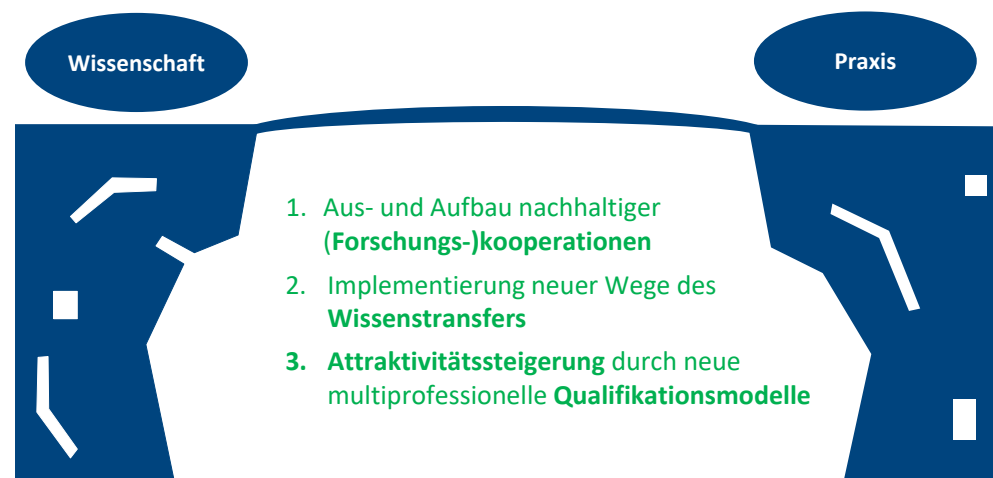 Wissenschaft
Praxis
1. Aus- und Aufbau nachhaltiger
(Forschungs-)kooperationen
2. Implementierung neuer Wege des
Wissenstransfers
3. Attraktivitätssteigerung durch neue
multiprofessionelle Qualifikationsmodelle